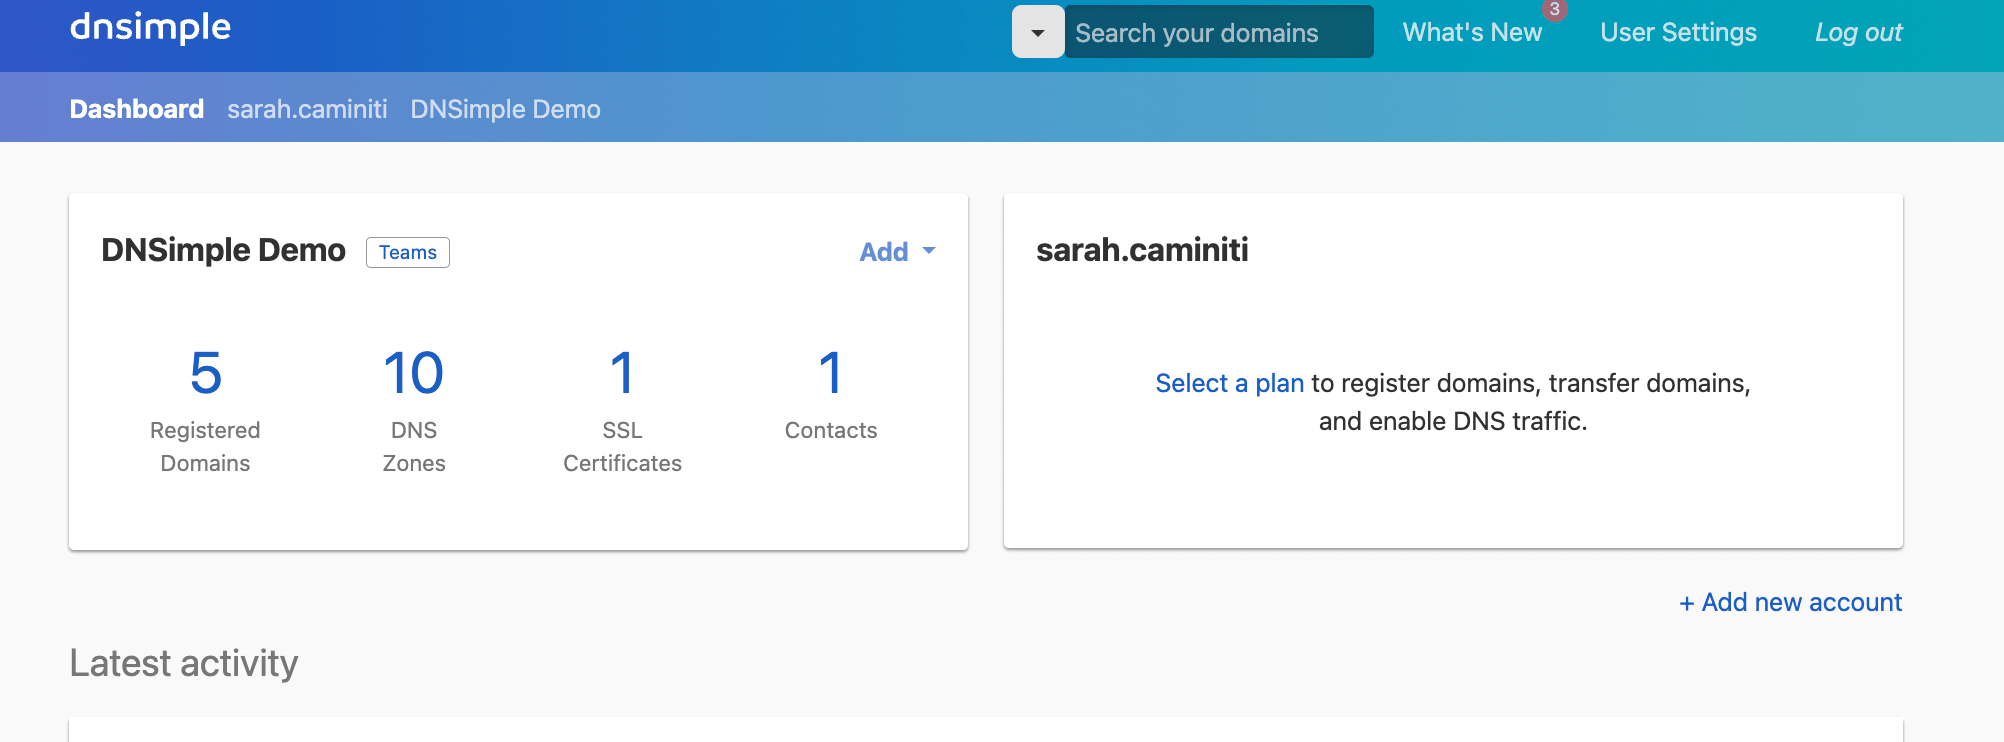 dnsimple
Search your domains
What's New
3
User Settings
Log out
Dashboard
sarah.caminiti
DNSimple Demo
DNSimple Demo
Teams
Add
5
Registered
Domains
10
DNS
Zones
1
SSL
Certificates
1
Contacts
sarah.caminiti
Select a plan to register domains, transfer domains,
and enable DNS traffic.
+ Add new account
Latest activity